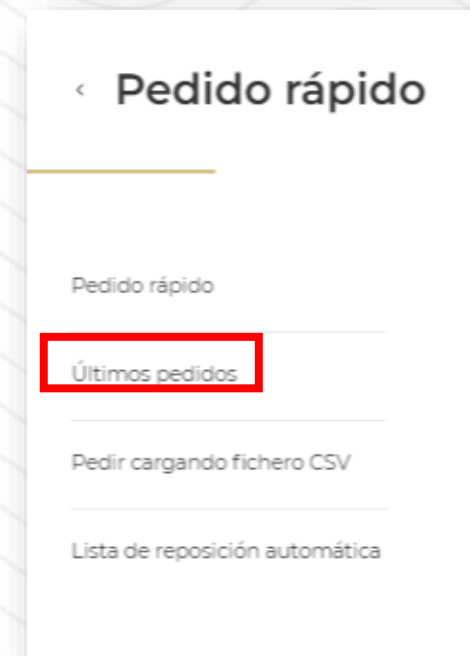 Pedido rápido
Pedido rápido
Últimos pedidos
Pedir cargando fichero CSV
Lista de reposición automática